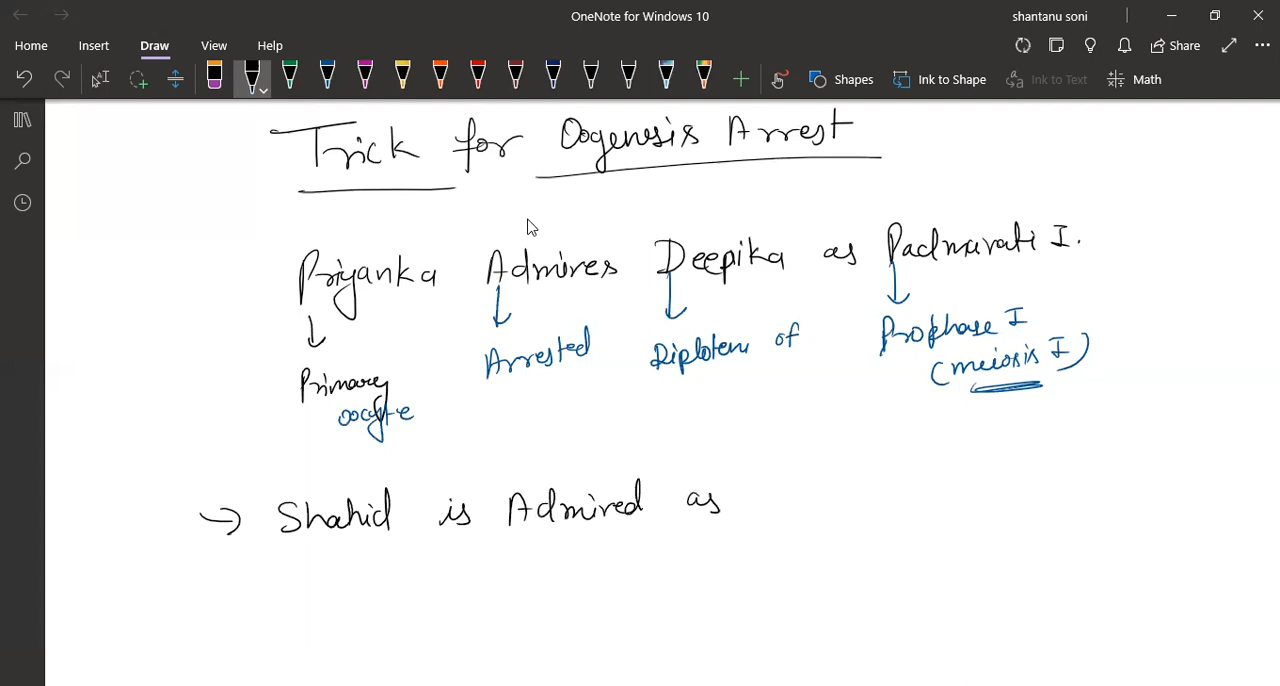 OneNote for Windows 10
shantanu soni
Home Insert Draw View Help
Share
Shapes Ink to Shape Ink to Text Math
Trick for Oogenesis Arrest
Priyanka Admires Deepika as Padmavati I.
Primary oocyte
Arrested
Diplotene of
Prophase I
(meiosis I)
→ Shahid is Admired as